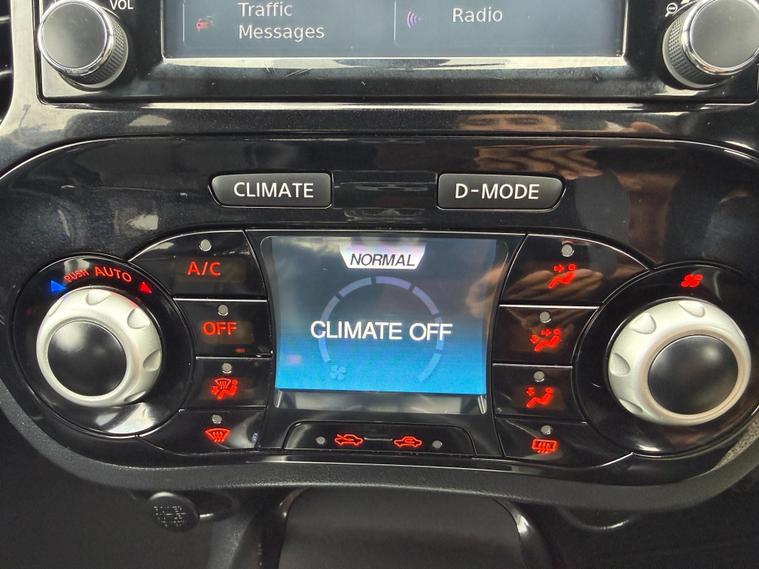 VOL
Traffic
Messages
Radio
CLIMATE
D-MODE
PUSH AUTO
A/C
OFF
NORMAL
CLIMATE OFF